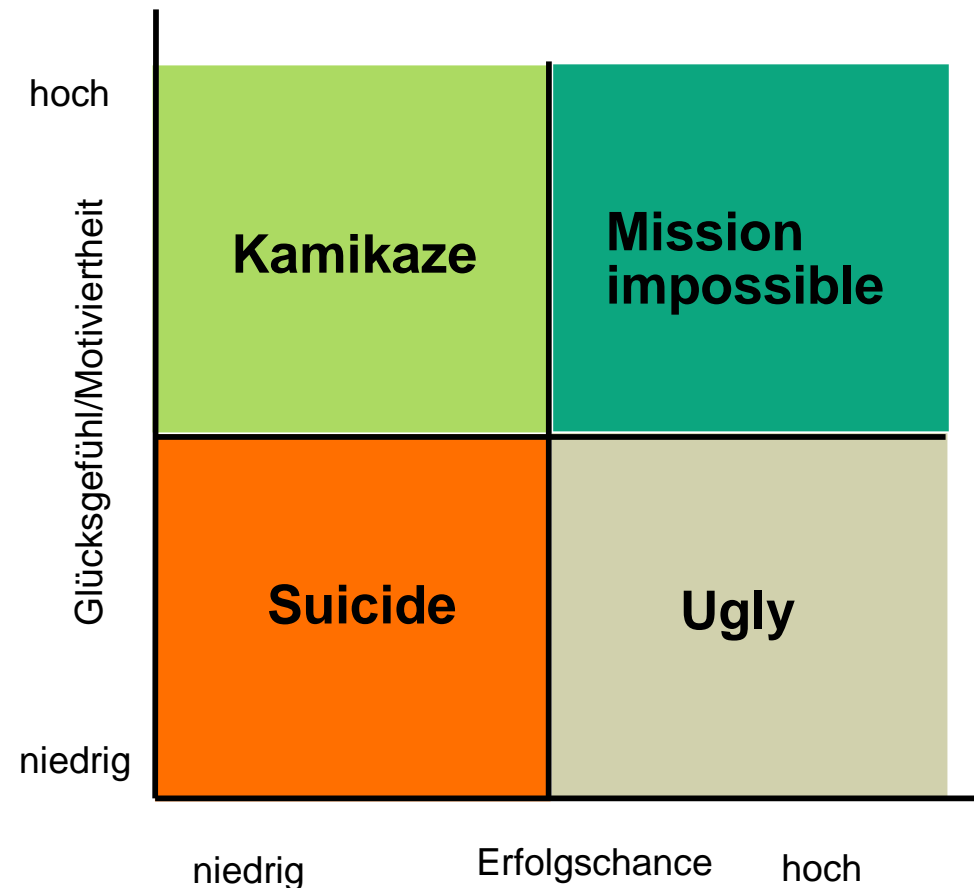 hoch
Glücksgefühl/Motiviertheit
Kamikaze
Mission
impossible
Suicide
Ugly
niedrig
niedrig
Erfolgschance
hoch